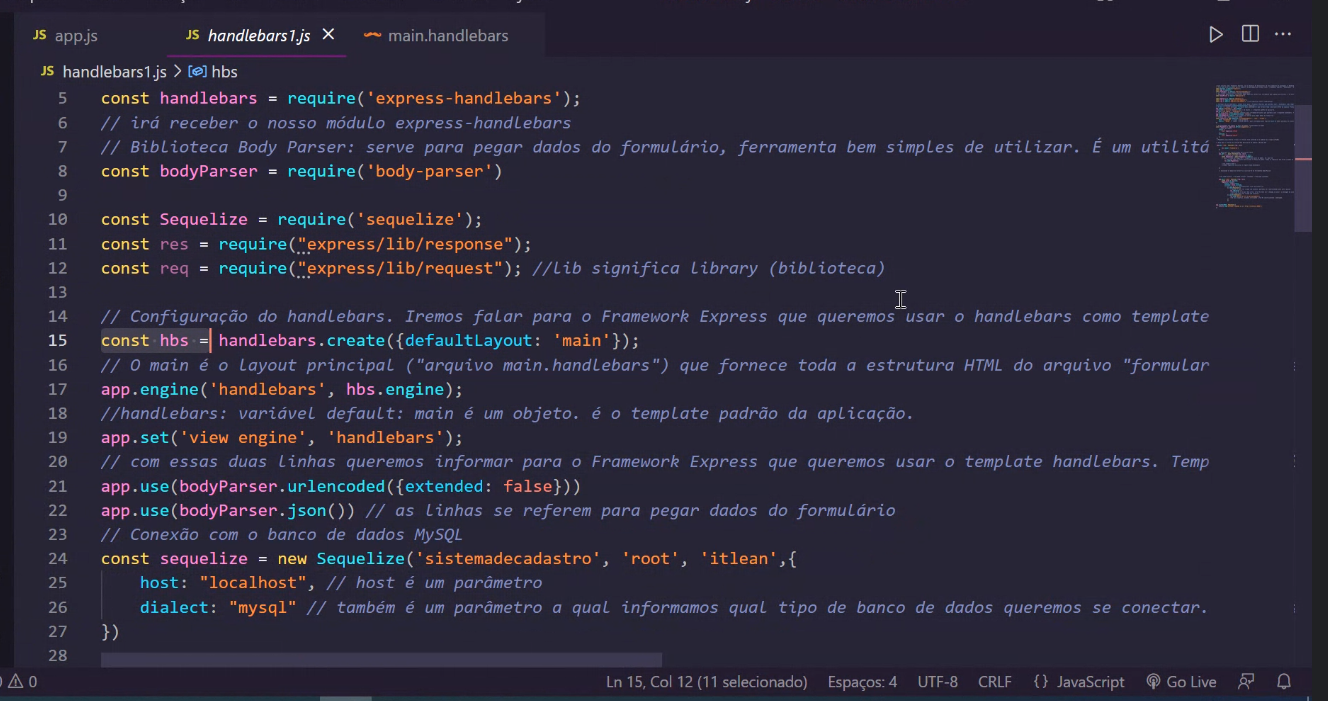 JS app.js JS handlebars1.js × main.handlebars
JS handlebars1.js > hbs
5 const handlebars = require('express-handlebars');
6 // irá receber o nosso módulo express-handlebars
7 // Biblioteca Body Parser: serve para pegar dados do formulário, ferramenta bem simples de utilizar. É um utilitá
8 const bodyParser = require('body-parser')
9
10 const Sequelize = require('sequelize');
11 const res = require("express/lib/response");
12 const req = require("express/lib/request"); //lib significa library (biblioteca)
13
14 // Configuração do handlebars. Iremos falar para o Framework Express que queremos usar o handlebars como template
15 const hbs = handlebars.create({defaultLayout: 'main'});
16 // O main é o layout principal ("arquivo main.handlebars") que fornece toda a estrutura HTML do arquivo "formular
17 app.engine('handlebars', hbs.engine);
18 //handlebars: variável default: main é um objeto. é o template padrão da aplicação.
19 app.set('view engine', 'handlebars');
20 // com essas duas linhas queremos informar para o Framework Express que queremos usar o template handlebars. Temp
21 app.use(bodyParser.urlencoded({extended: false}))
22 app.use(bodyParser.json()) // as linhas se referem para pegar dados do formulário
23 // Conexão com o banco de dados MySQL
24 const sequelize = new Sequelize('sistemadecadastro', 'root', 'itlean',{
25 host: "localhost", // host é um parâmetro
26 dialect: "mysql" // também é um parâmetro a qual informamos qual tipo de banco de dados queremos se conectar.
27 })
28
0 Ln 15, Col 12 (11 selecionado) Espaços: 4 UTF-8 CRLF {} JavaScript Go Live